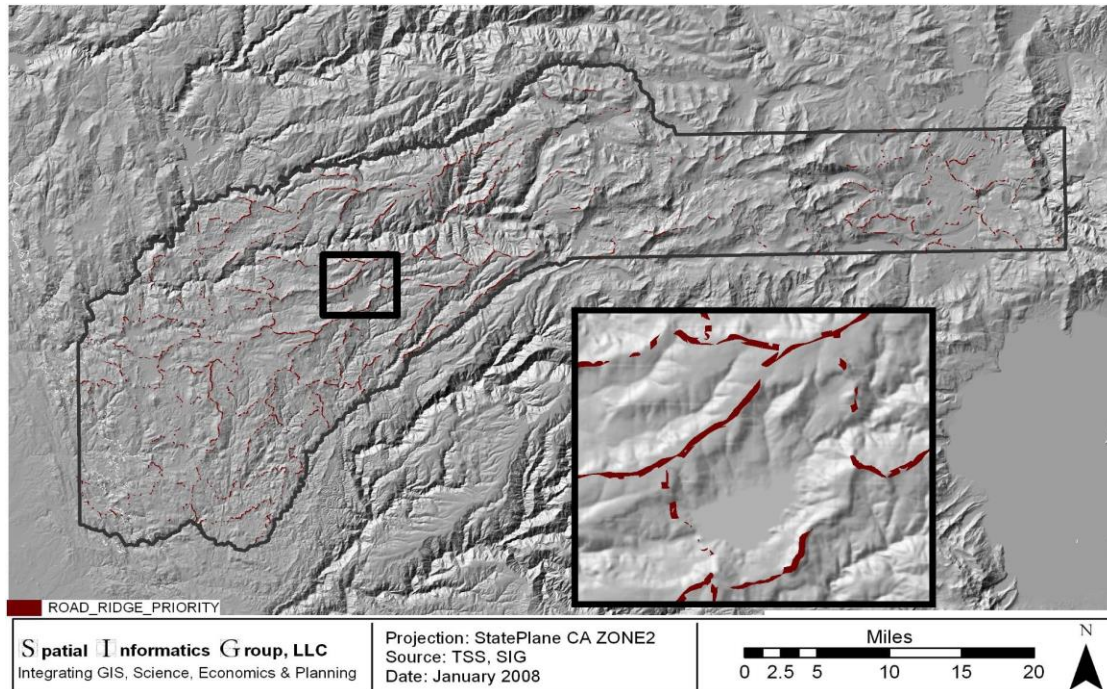 ROAD_RIDGE_PRIORITY
Spatial Informatics Group, LLC
Integrating GIS, Science, Economics & Planning
Projection: StatePlane CA ZONE2
Source: TSS, SIG
Date: January 2008
Miles
0 2.5 5 10 15 20
N